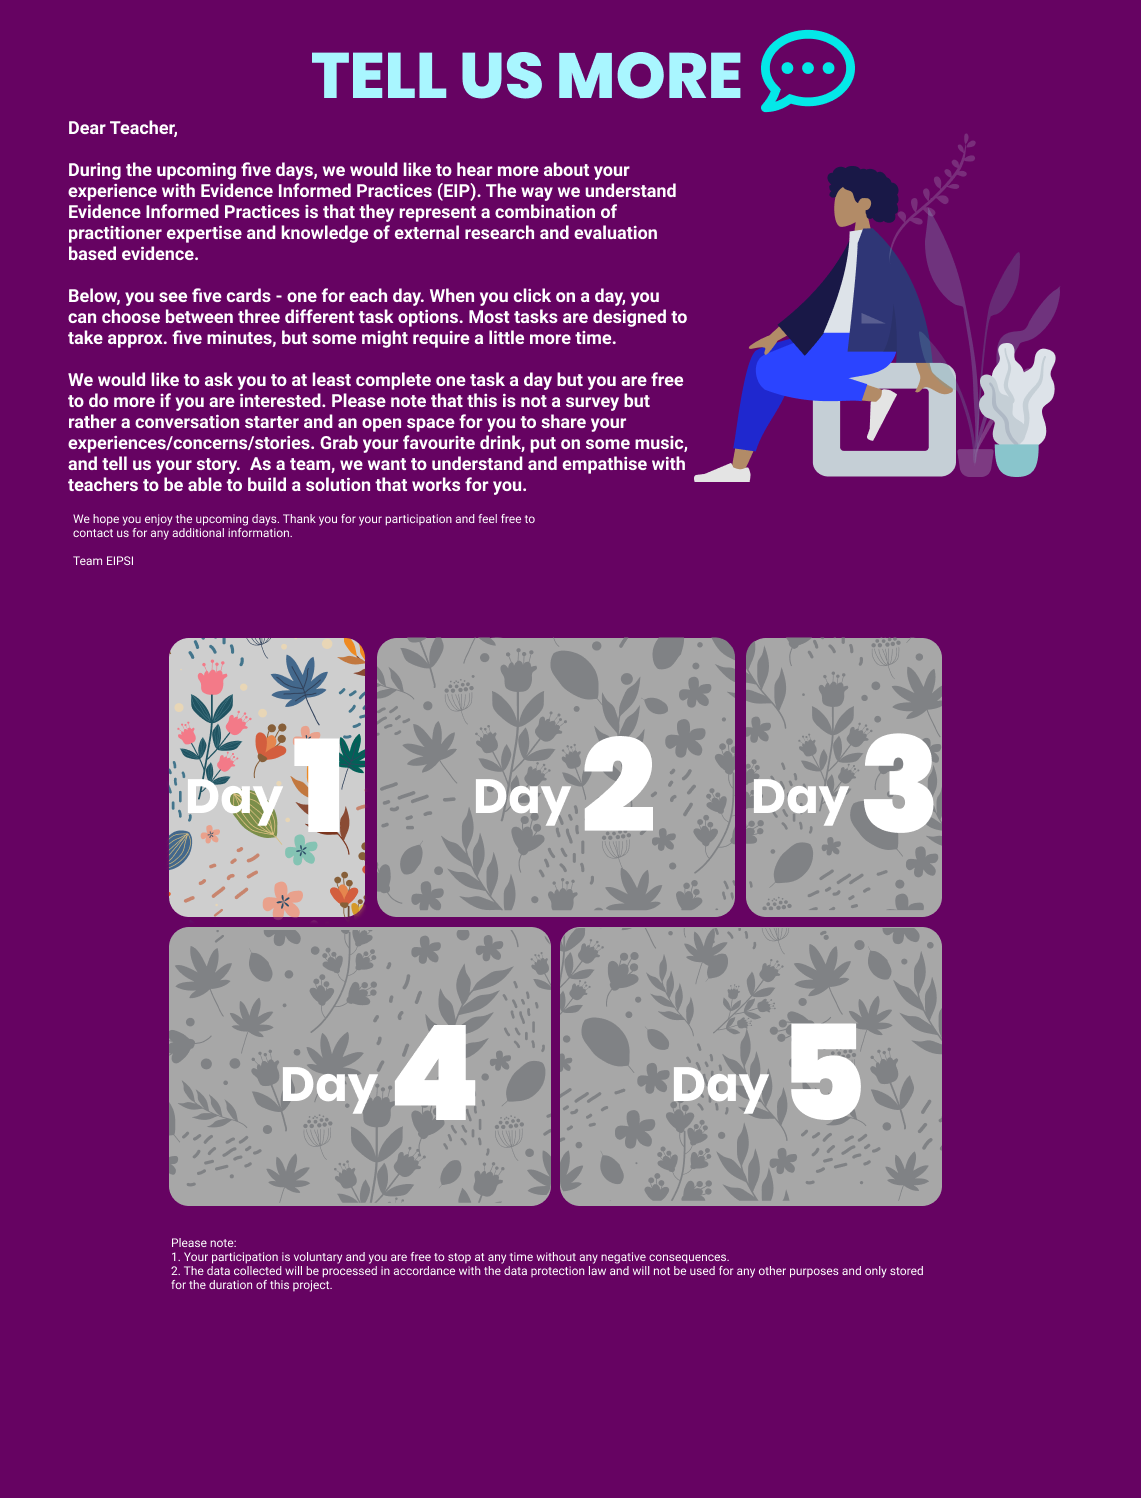 TELL US MORE
Dear Teacher,
During the upcoming five days, we would like to hear more about your
experience with Evidence Informed Practices (EIP). The way we understand
Evidence Informed Practices is that they represent a combination of
practitioner expertise and knowledge of external research and evaluation
based evidence.
Below, you see five cards - one for each day. When you click on a day, you
can choose between three different task options. Most tasks are designed to
take approx. five minutes, but some might require a little more time.
We would like to ask you to at least complete one task a day but you are free
to do more if you are interested. Please note that this is not a survey but
rather a conversation starter and an open space for you to share your
experiences/concerns/stories. Grab your favourite drink, put on some music,
and tell us your story.  As a team, we want to understand and empathise with
teachers to be able to build a solution that works for you.
We hope you enjoy the upcoming days. Thank you for your participation and feel free to
contact us for any additional information.
Team EIPSI
Day 1
Day 2
Day 3
Day 4
Day 5
Please note:
1. Your participation is voluntary and you are free to stop at any time without any negative consequences.
2. The data collected will be processed in accordance with the data protection law and will not be used for any other purposes and only stored
for the duration of this project.